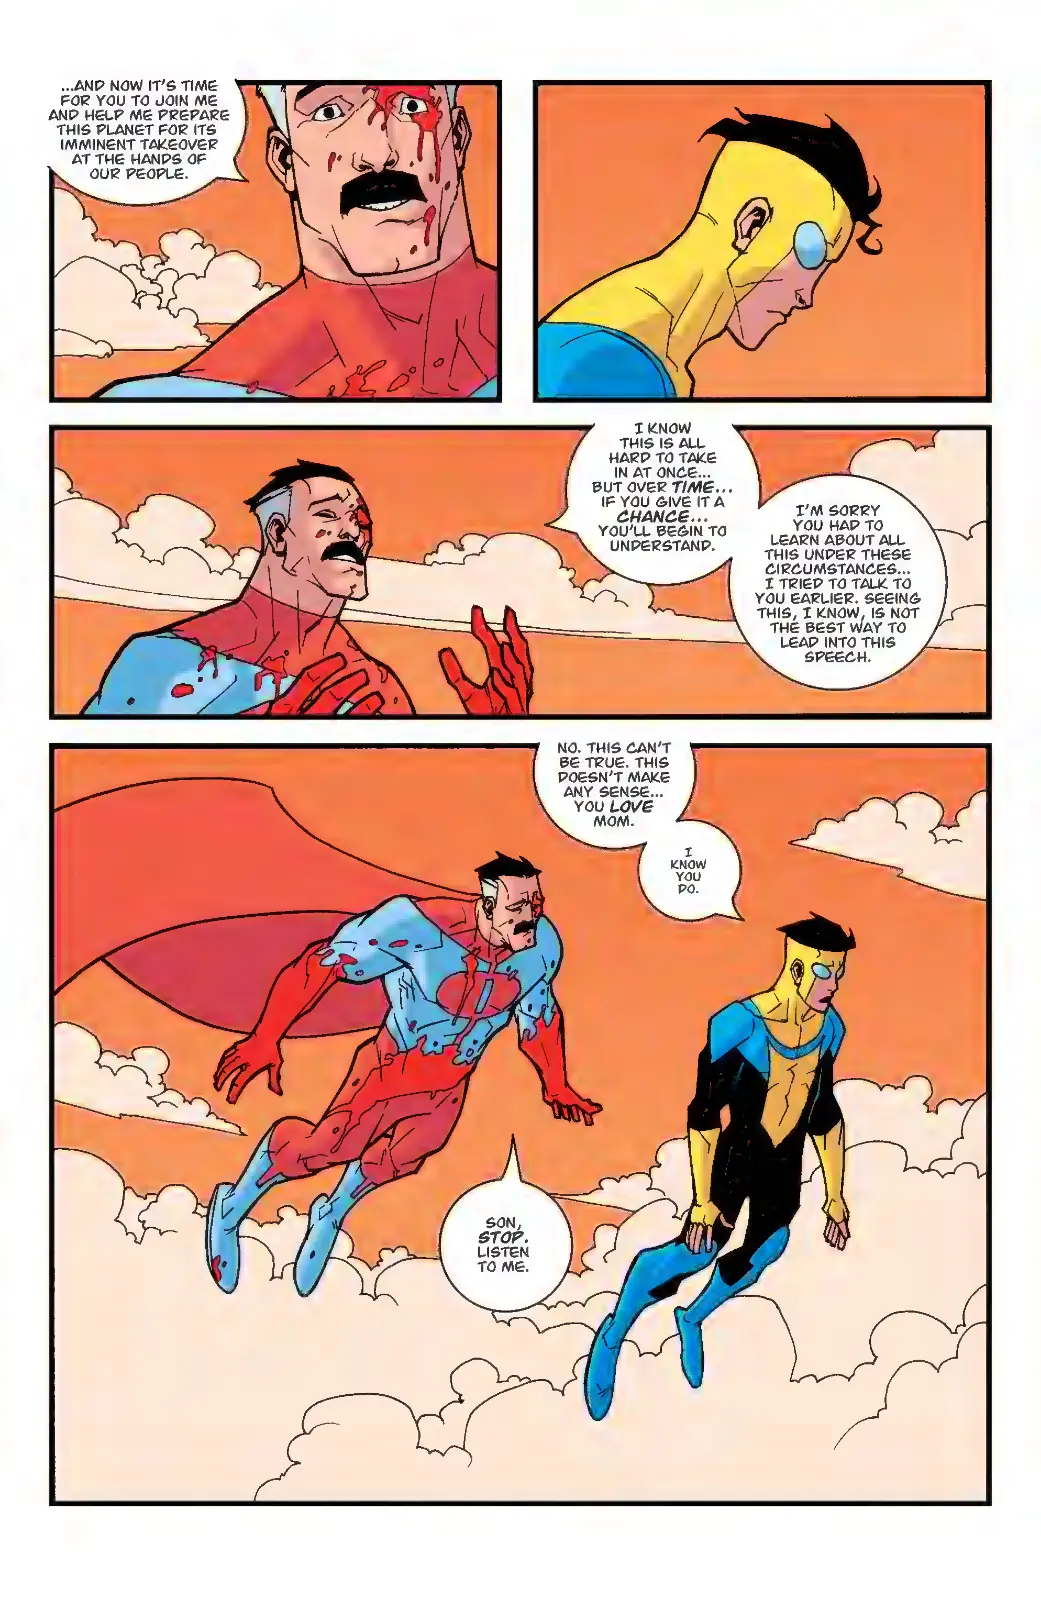 ...AND NOW IT'S TIME
FOR YOU TO JOIN ME
AND HELP ME PREPARE
THIS PLANET FOR ITS
IMMINENT TAKEOVER
AT THE HANDS OF
OUR PEOPLE.
I KNOW
THIS IS ALL
HARD TO TAKE
IN AT ONCE...
BUT OVER TIME...
IF YOU GIVE IT A
CHANCE...
YOU'LL BEGIN TO
UNDERSTAND.
I'M SORRY
YOU HAD TO
LEARN ABOUT ALL
THIS UNDER THESE
CIRCUMSTANCES...
I TRIED TO TALK TO
YOU EARLIER. SEEING
THIS, I KNOW, IS NOT
THE BEST WAY TO
LEAD INTO THIS
SPEECH.
NO. THIS CAN'T
BE TRUE. THIS
DOESN'T MAKE
ANY SENSE...
YOU LOVE
MOM.
I
KNOW
YOU
DO.
SON,
STOP.
LISTEN
TO ME.